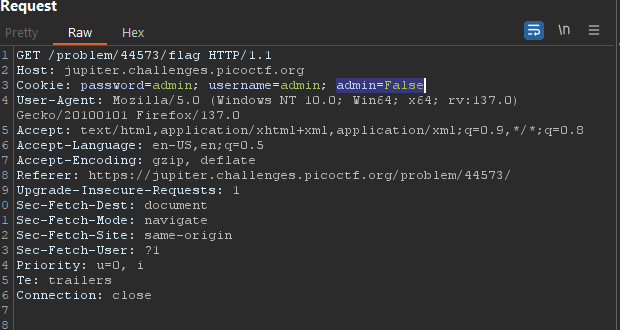 Request
Pretty Raw Hex \n
1 GET /problem/44573/flag HTTP/1.1
2 Host: jupiter.challenges.picoctf.org
3 Cookie: password=admin; username=admin; admin=False
4 User-Agent: Mozilla/5.0 (Windows NT 10.0; Win64; x64; rv:137.0)
Gecko/20100101 Firefox/137.0
5 Accept: text/html,application/xhtml+xml,application/xml;q=0.9,*/*;q=0.8
6 Accept-Language: en-US,en;q=0.5
7 Accept-Encoding: gzip, deflate
8 Referer: https://jupiter.challenges.picoctf.org/problem/44573/
9 Upgrade-Insecure-Requests: 1
0 Sec-Fetch-Dest: document
1 Sec-Fetch-Mode: navigate
2 Sec-Fetch-Site: same-origin
3 Sec-Fetch-User: ?1
4 Priority: u=0, i
5 Te: trailers
6 Connection: close
7
8